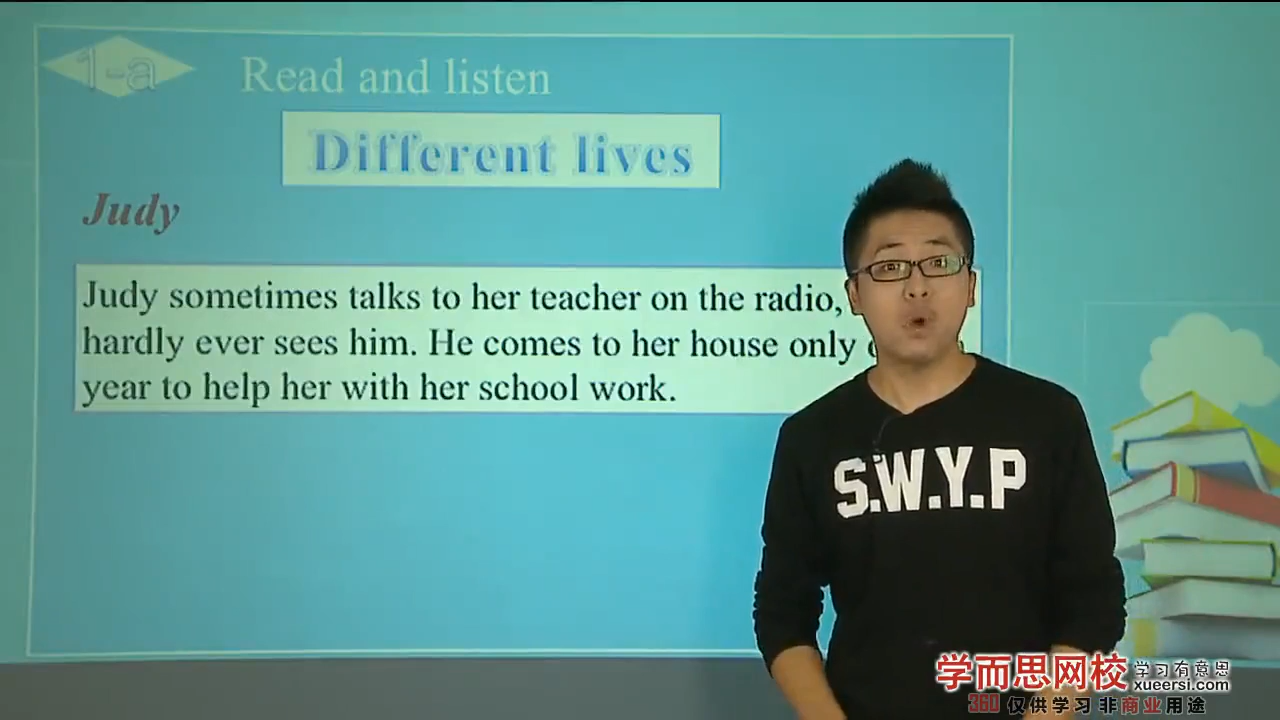 1-a
Read and listen
Different lives
Judy
Judy sometimes talks to her teacher on the radio,
hardly ever sees him. He comes to her house only
year to help her with her school work.
S.W.Y.P
学而思网校 学习有意思
xueersi.com
360 仅供学习 非商业用途